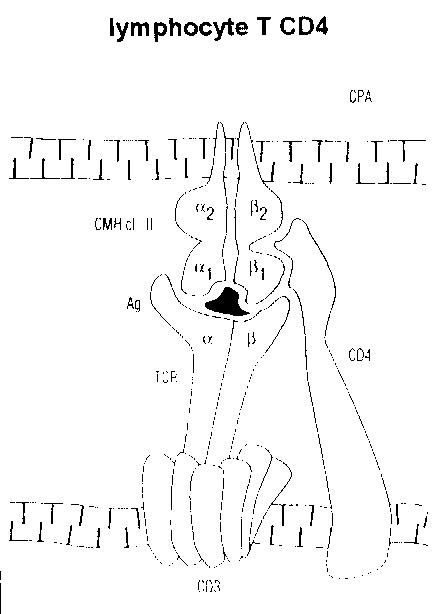 lymphocyte T CD4
CPA
α2 β2
CMH cl II
α1 β1
Ag
α β
CD4
TCR
CD3